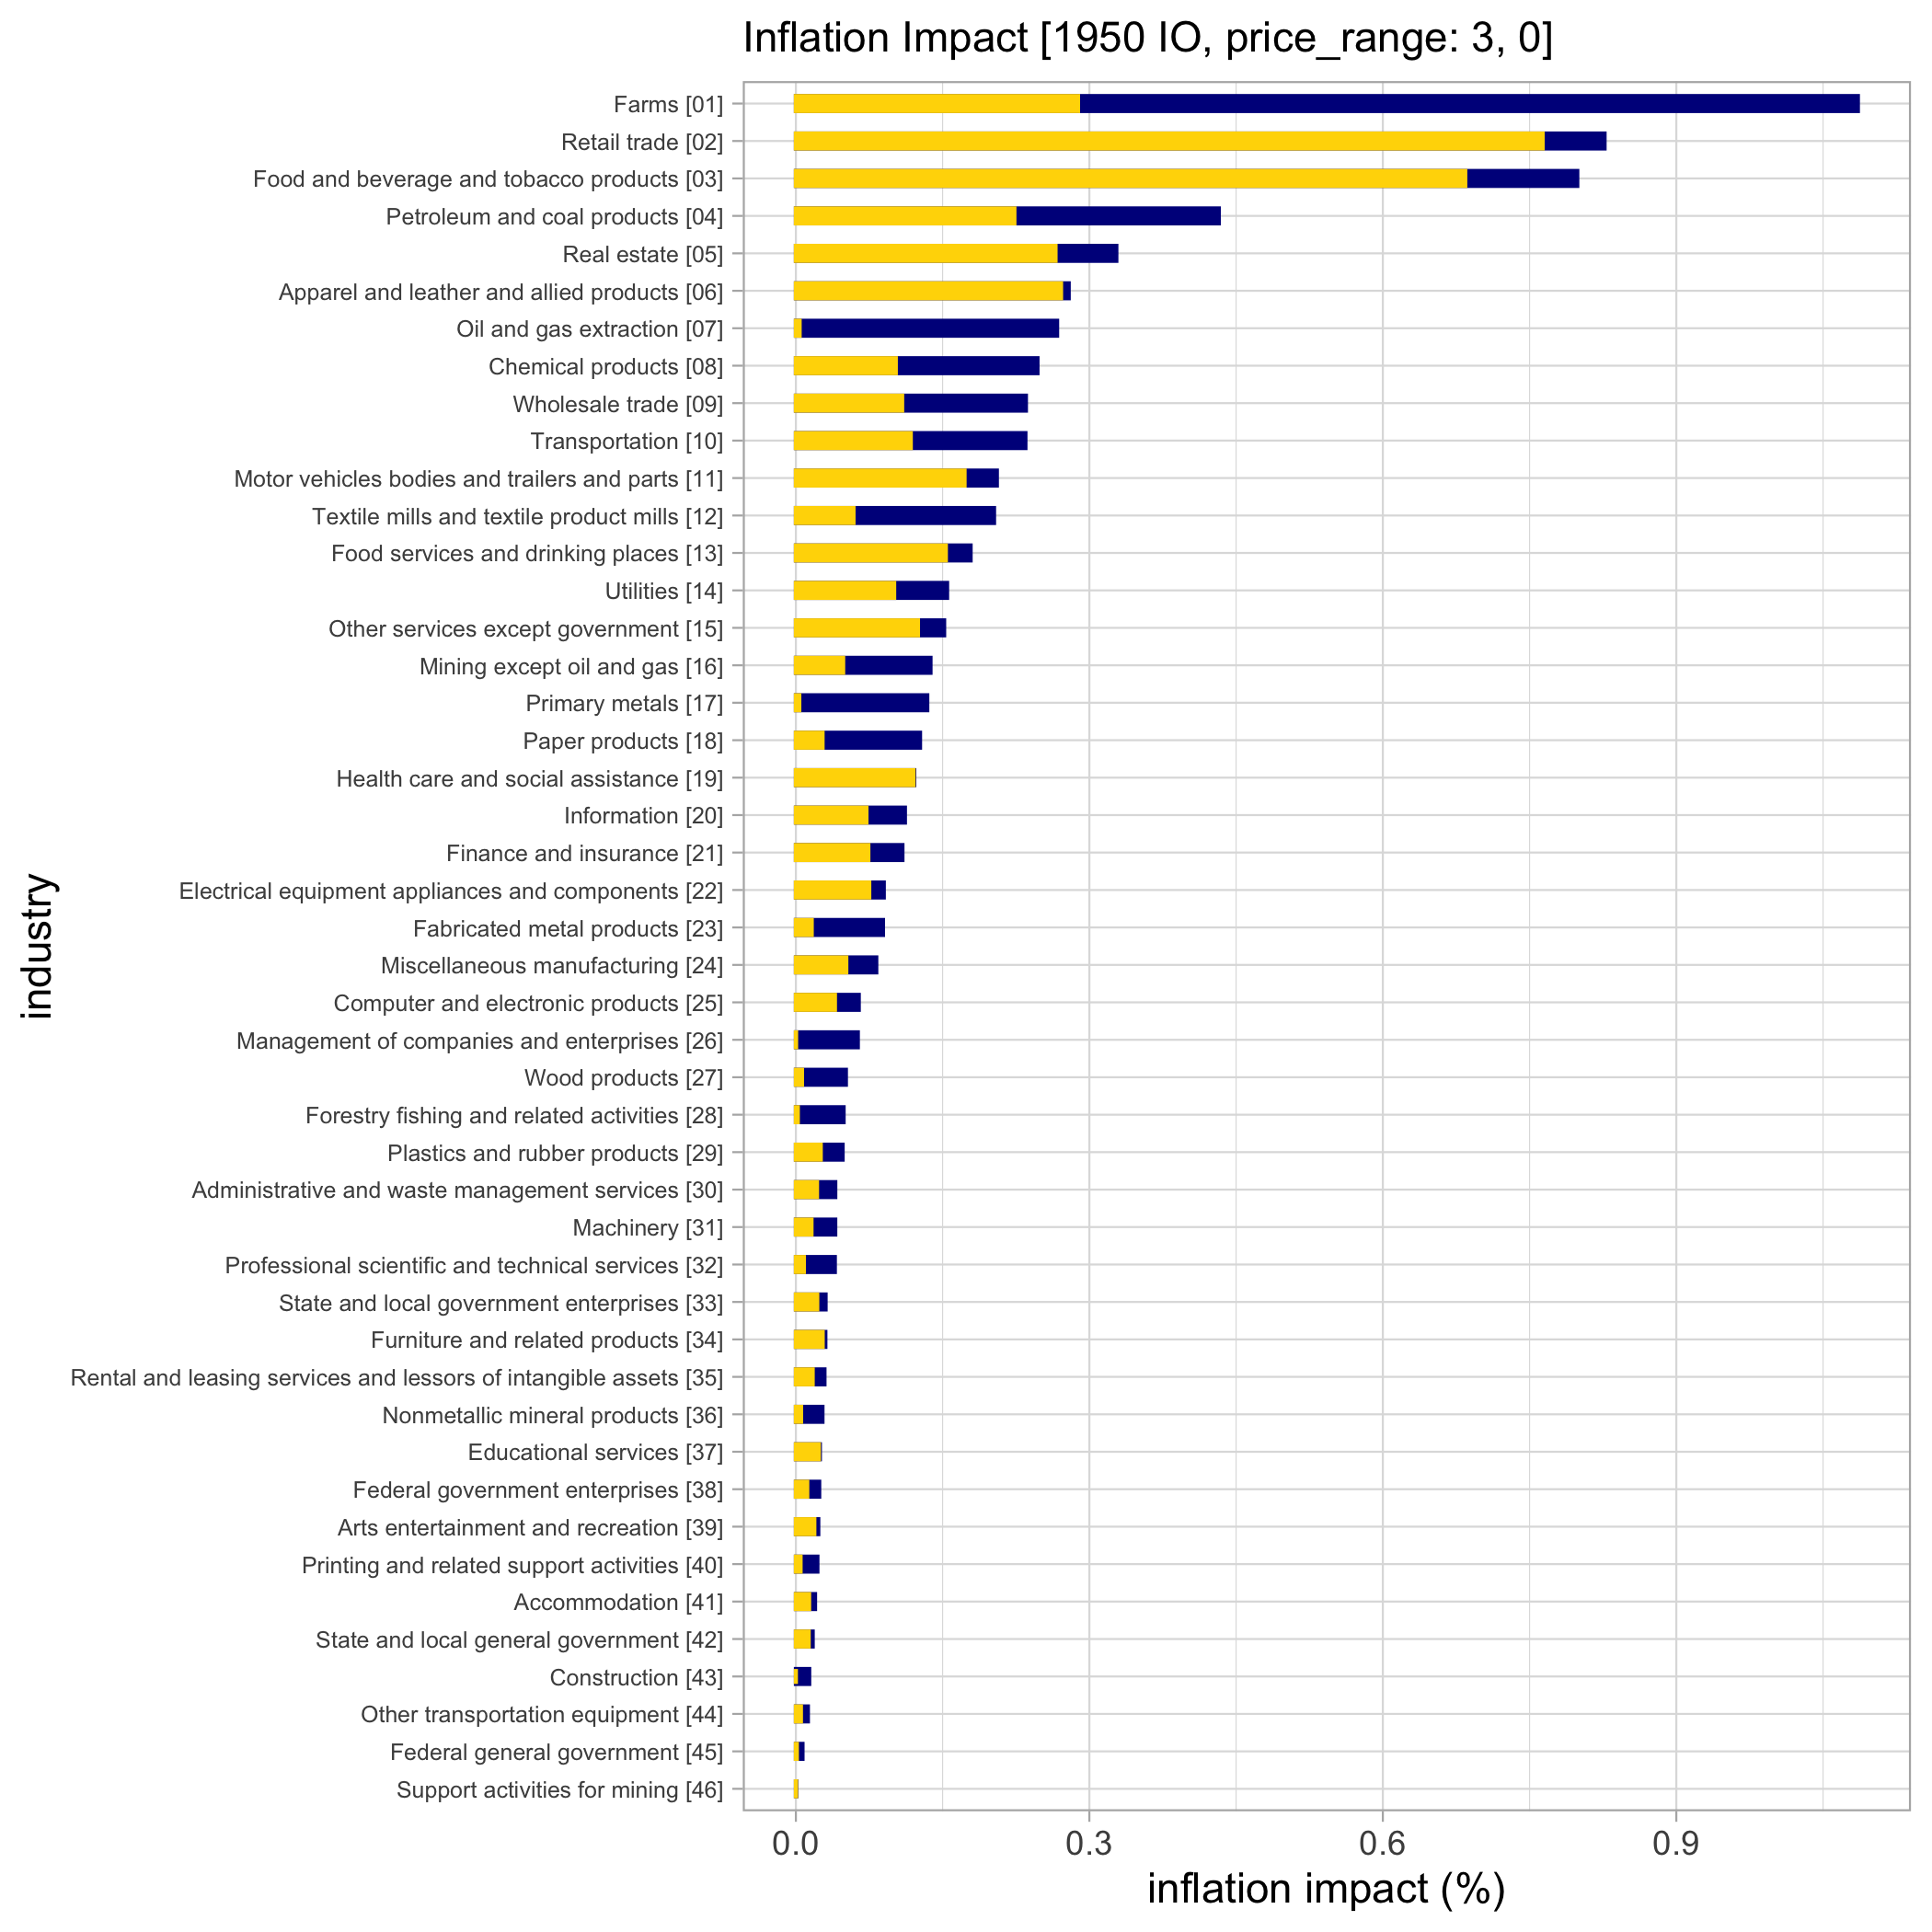 Inflation Impact [1950 IO, price_range: 3, 0]
Farms [01]
Retail trade [02]
Food and beverage and tobacco products [03]
Petroleum and coal products [04]
Real estate [05]
Apparel and leather and allied products [06]
Oil and gas extraction [07]
Chemical products [08]
Wholesale trade [09]
Transportation [10]
Motor vehicles bodies and trailers and parts [11]
Textile mills and textile product mills [12]
Food services and drinking places [13]
Utilities [14]
Other services except government [15]
Mining except oil and gas [16]
Primary metals [17]
Paper products [18]
Health care and social assistance [19]
Information [20]
Finance and insurance [21]
Electrical equipment appliances and components [22]
Fabricated metal products [23]
Miscellaneous manufacturing [24]
Computer and electronic products [25]
Management of companies and enterprises [26]
Wood products [27]
Forestry fishing and related activities [28]
Plastics and rubber products [29]
Administrative and waste management services [30]
Machinery [31]
Professional scientific and technical services [32]
State and local government enterprises [33]
Furniture and related products [34]
Rental and leasing services and lessors of intangible assets [35]
Nonmetallic mineral products [36]
Educational services [37]
Federal government enterprises [38]
Arts entertainment and recreation [39]
Printing and related support activities [40]
Accommodation [41]
State and local general government [42]
Construction [43]
Other transportation equipment [44]
Federal general government [45]
Support activities for mining [46]
industry
0.0 0.3 0.6 0.9
inflation impact (%)